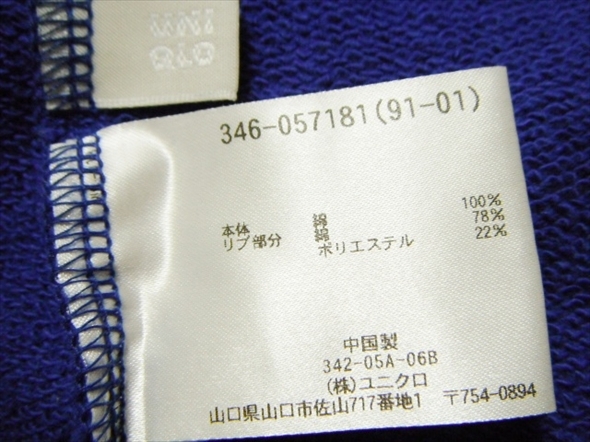 UNI
QLO
346-057181(91-01)
本体 綿 100%
リブ部分 綿 78%
ポリエステル 22%
中国製
342-05A-06B
(株)ユニクロ
山口県山口市佐山717番地1 〒754-0894